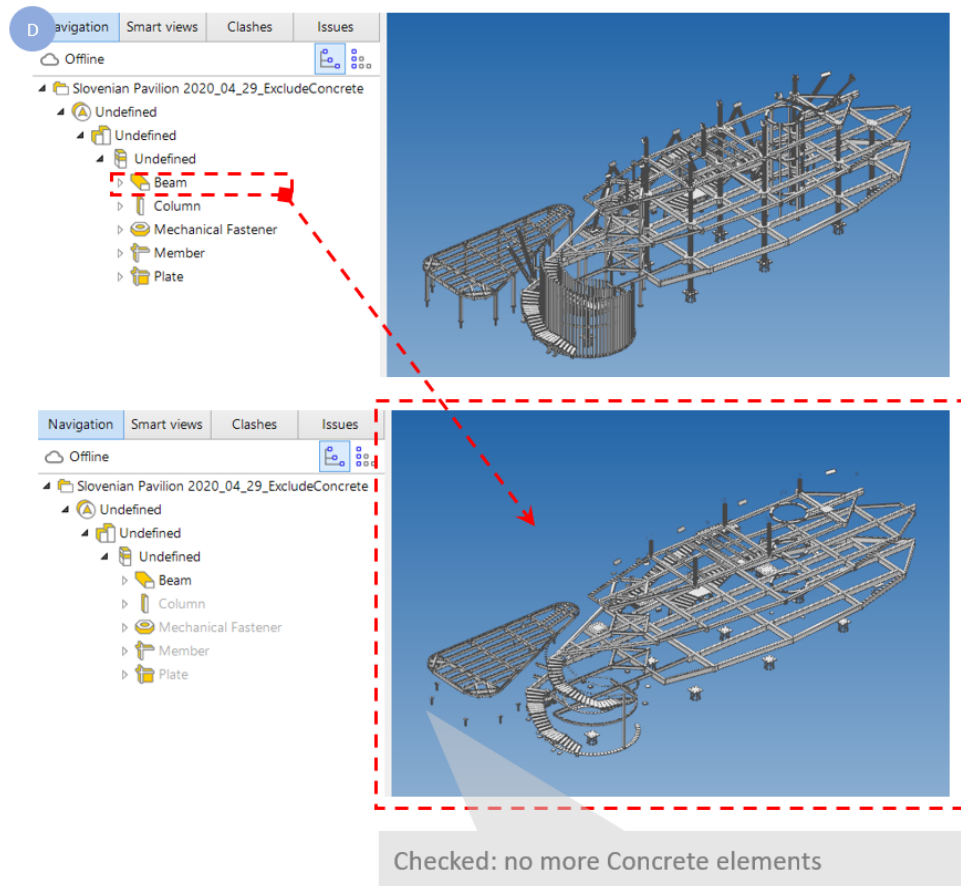 D
Navigation Smart views Clashes Issues
Offline
Slovenian Pavilion 2020_04_29_ExcludeConcrete
Undefined
Undefined
Undefined
Beam
Column
Mechanical Fastener
Member
Plate
Navigation Smart views Clashes Issues
Offline
Slovenian Pavilion 2020_04_29_ExcludeConcrete
Undefined
Undefined
Undefined
Beam
Column
Mechanical Fastener
Member
Plate
Checked: no more Concrete elements